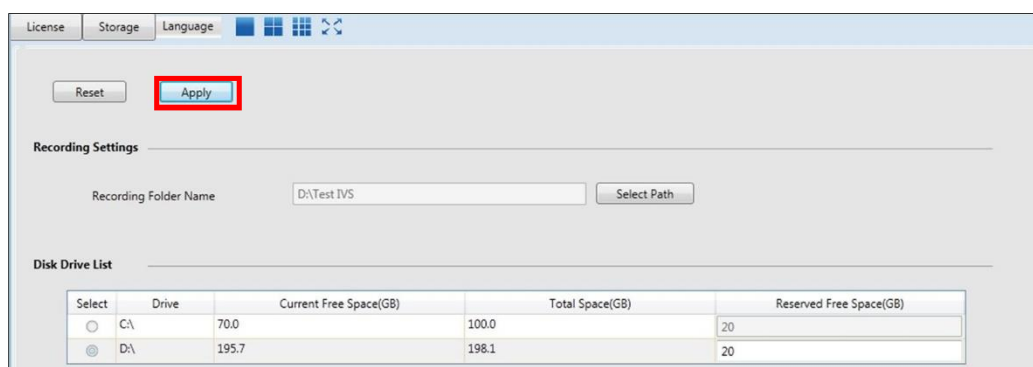 License Storage Language
Reset Apply
Recording Settings
Recording Folder Name D:\Test IVS Select Path
Disk Drive List
Select Drive Current Free Space(GB) Total Space(GB) Reserved Free Space(GB)
C:\ 70.0 100.0 20
D:\ 195.7 198.1 20